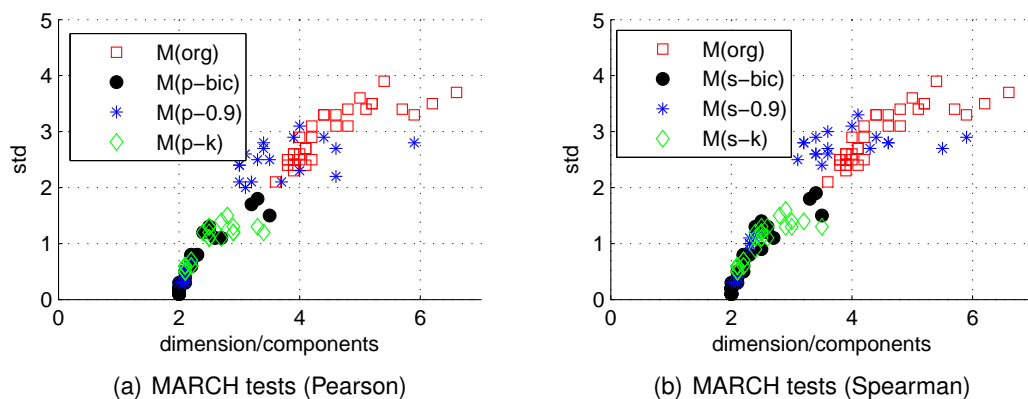 5
4
3
2
1
0
std
M(org)
M(p−bic)
M(p−0.9)
M(p−k)
0 2 4 6
dimension/components
(a) MARCH tests (Pearson)
5
4
3
2
1
0
std
M(org)
M(s−bic)
M(s−0.9)
M(s−k)
0 2 4 6
dimension/components
(b) MARCH tests (Spearman)